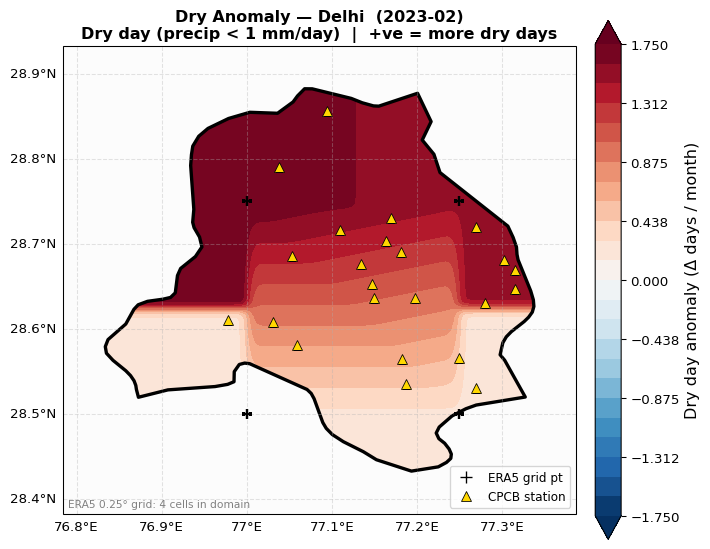 Dry Anomaly — Delhi  (2023-02)
Dry day (precip < 1 mm/day)  |  +ve = more dry days
28.9°N
28.8°N
28.7°N
28.6°N
28.5°N
28.4°N
76.8°E
76.9°E
77°E
77.1°E
77.2°E
77.3°E
ERA5 0.25° grid: 4 cells in domain
ERA5 grid pt
CPCB station
1.750
1.312
0.875
0.438
0.000
−0.438
−0.875
−1.312
−1.750
Dry day anomaly (Δ days / month)